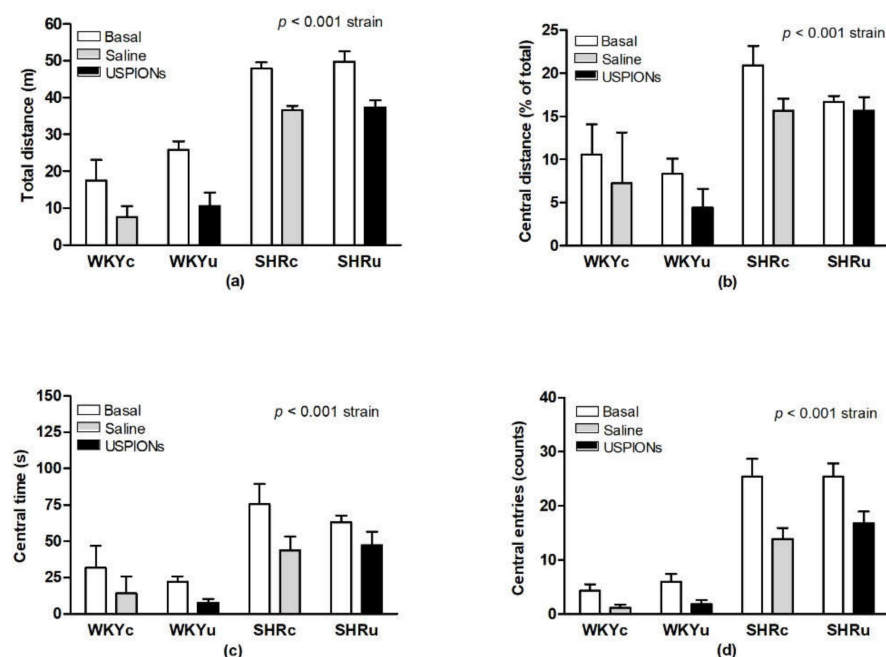 60
50
40
30
20
10
0
Total distance (m)
Basal
Saline
USPIONs
p < 0.001 strain
WKYc WKYu SHRc SHRu
(a)
25
20
15
10
5
0
Central distance (% of total)
Basal
Saline
USPIONs
p < 0.001 strain
WKYc WKYu SHRc SHRu
(b)
150
125
100
75
50
25
0
Central time (s)
Basal
Saline
USPIONs
p < 0.001 strain
WKYc WKYu SHRc SHRu
(c)
40
30
20
10
0
Central entries (counts)
Basal
Saline
USPIONs
p < 0.001 strain
WKYc WKYu SHRc SHRu
(d)